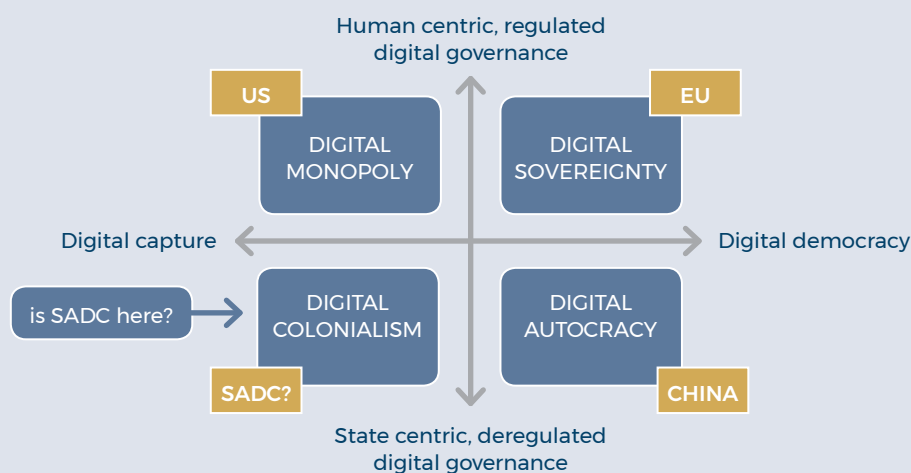 Human centric, regulated
digital governance
US
EU
DIGITAL
MONOPOLY
DIGITAL
SOVEREIGNTY
Digital capture
Digital democracy
is SADC here?
DIGITAL
COLONIALISM
DIGITAL
AUTOCRACY
SADC?
CHINA
State centric, deregulated
digital governance